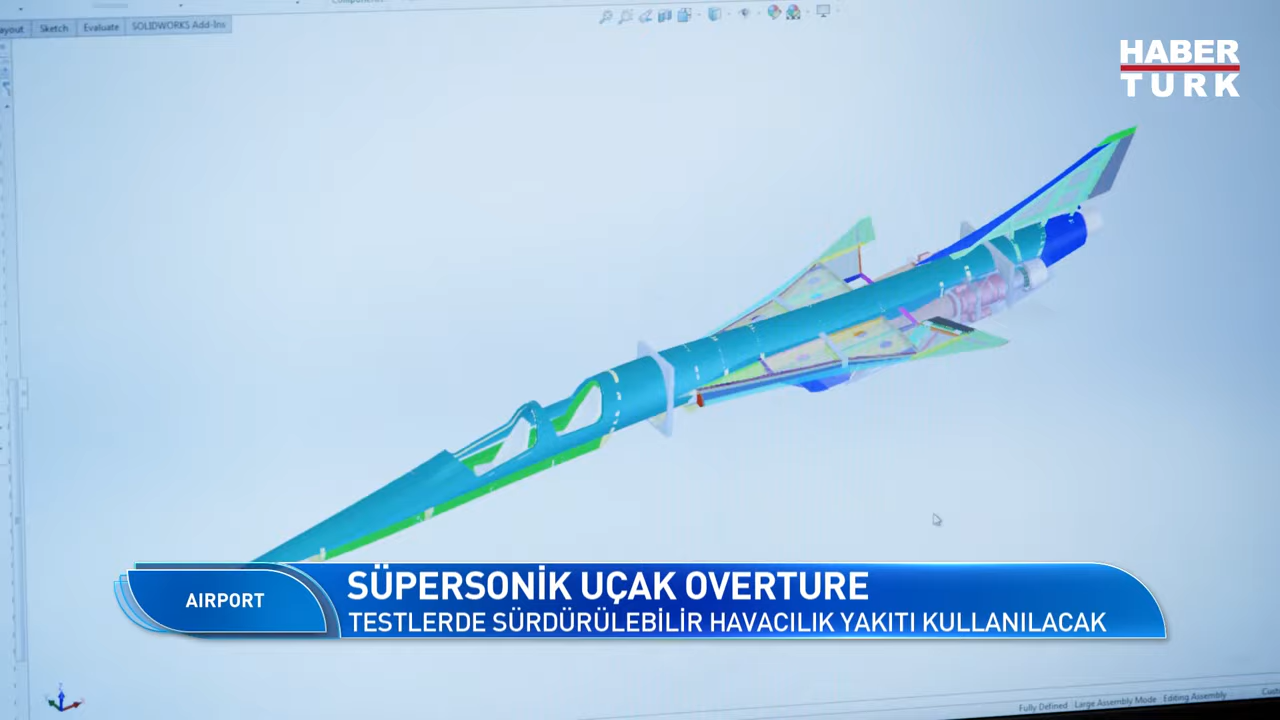 ayout Sketch Evaluate SOLIDWORKS Add-Ins
HABER
TURK
AIRPORT
SÜPERSONİK UÇAK OVERTURE
TESTLERDE SÜRDÜRÜLEBİLİR HAVACILIK YAKITI KULLANILACAK
Fully Defined Large Assembly Mode Editing Assembly